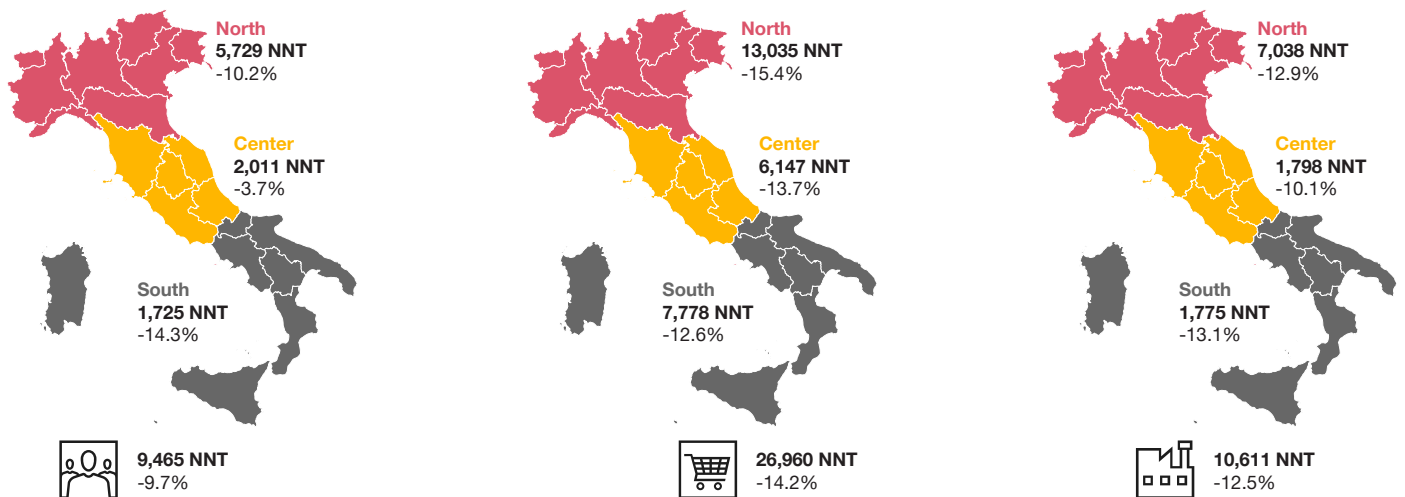 North
5,729 NNT
-10.2%
Center
2,011 NNT
-3.7%
South
1,725 NNT
-14.3%
9,465 NNT
-9.7%
North
13,035 NNT
-15.4%
Center
6,147 NNT
-13.7%
South
7,778 NNT
-12.6%
26,960 NNT
-14.2%
North
7,038 NNT
-12.9%
Center
1,798 NNT
-10.1%
South
1,775 NNT
-13.1%
10,611 NNT
-12.5%